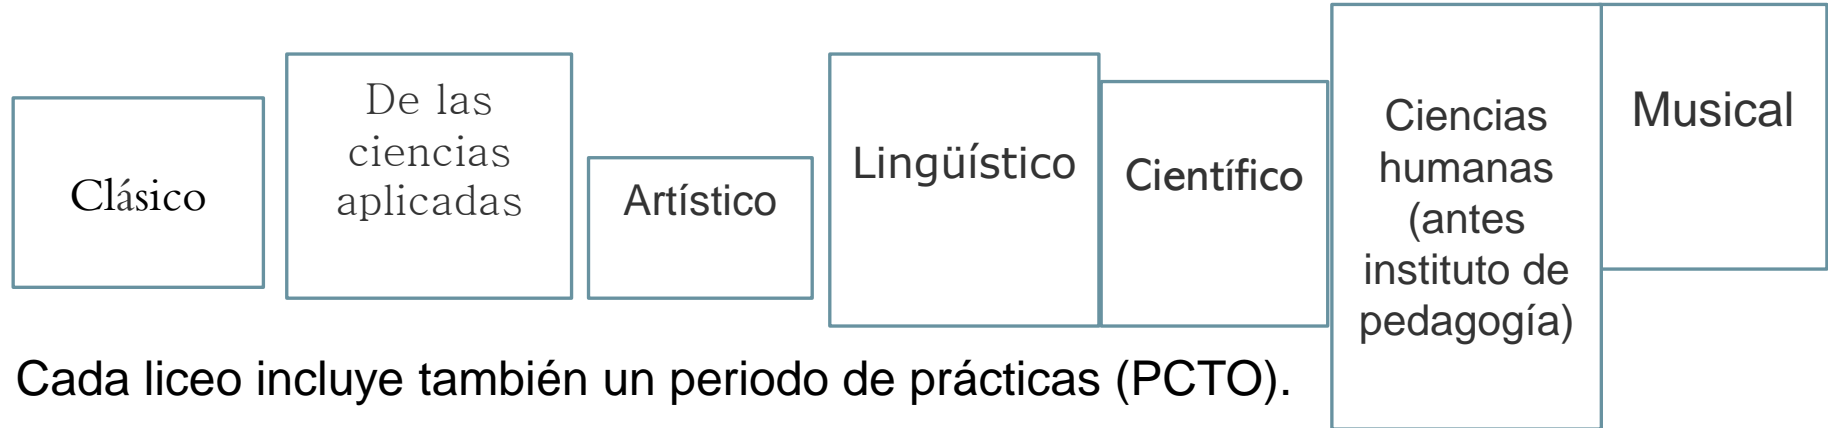 Clásico
De las
ciencias
aplicadas
Artístico
Lingüístico
Científico
Ciencias
humanas
(antes
instituto de
pedagogía)
Musical
Cada liceo incluye también un periodo de prácticas (PCTO).